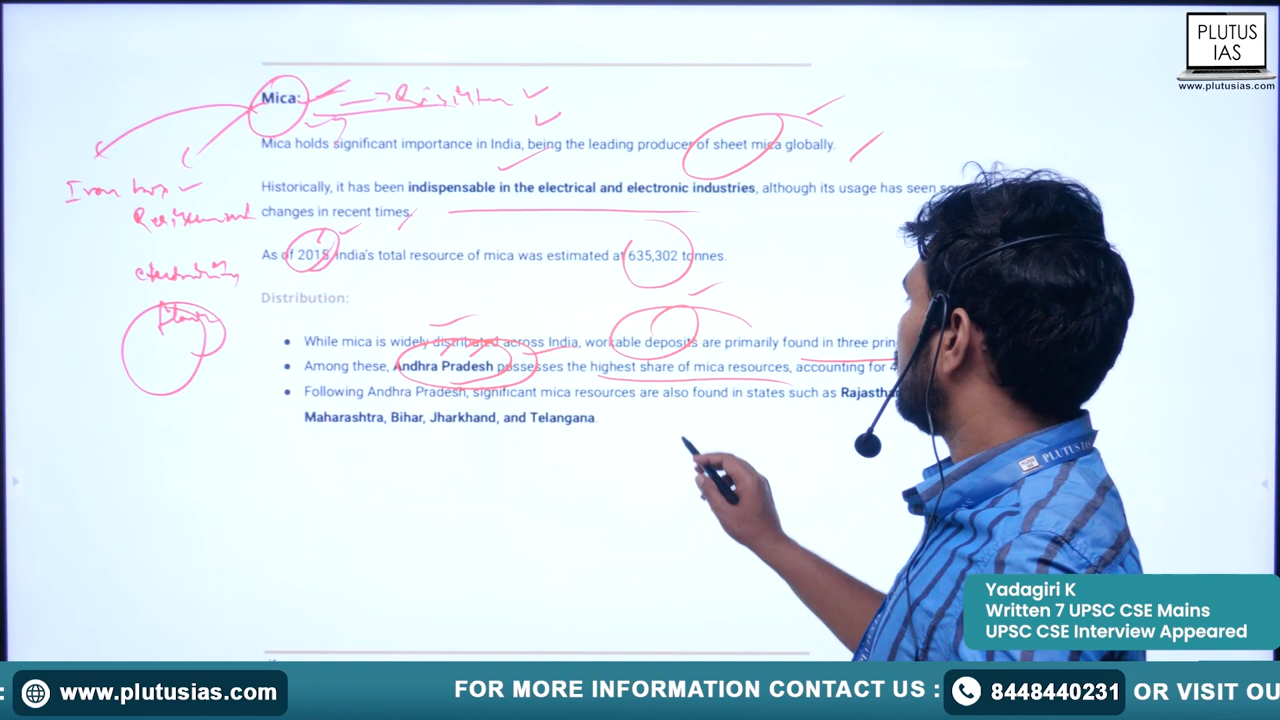 PLUTUS
IAS
www.plutusias.com
Mica:
Mica holds significant importance in India, being the leading producer of sheet mica globally.
Historically, it has been indispensable in the electrical and electronic industries, although its usage has seen
changes in recent times.
As of 2015, India's total resource of mica was estimated at 635,302 tonnes.
Distribution:
While mica is widely distributed across India, workable deposits are primarily found in three
Among these, Andhra Pradesh possesses the highest share of mica resources, accounting for 4
Following Andhra Pradesh, significant mica resources are also found in states such as
Maharashtra, Bihar, Jharkhand, and Telangana.
Iron box
electricity
PLUTUS IAS
Yadagiri K
Written 7 UPSC CSE Mains
UPSC CSE Interview Appeared
: www.plutusias.com FOR MORE INFORMATION CONTACT US : 8448440231 OR VISIT OU